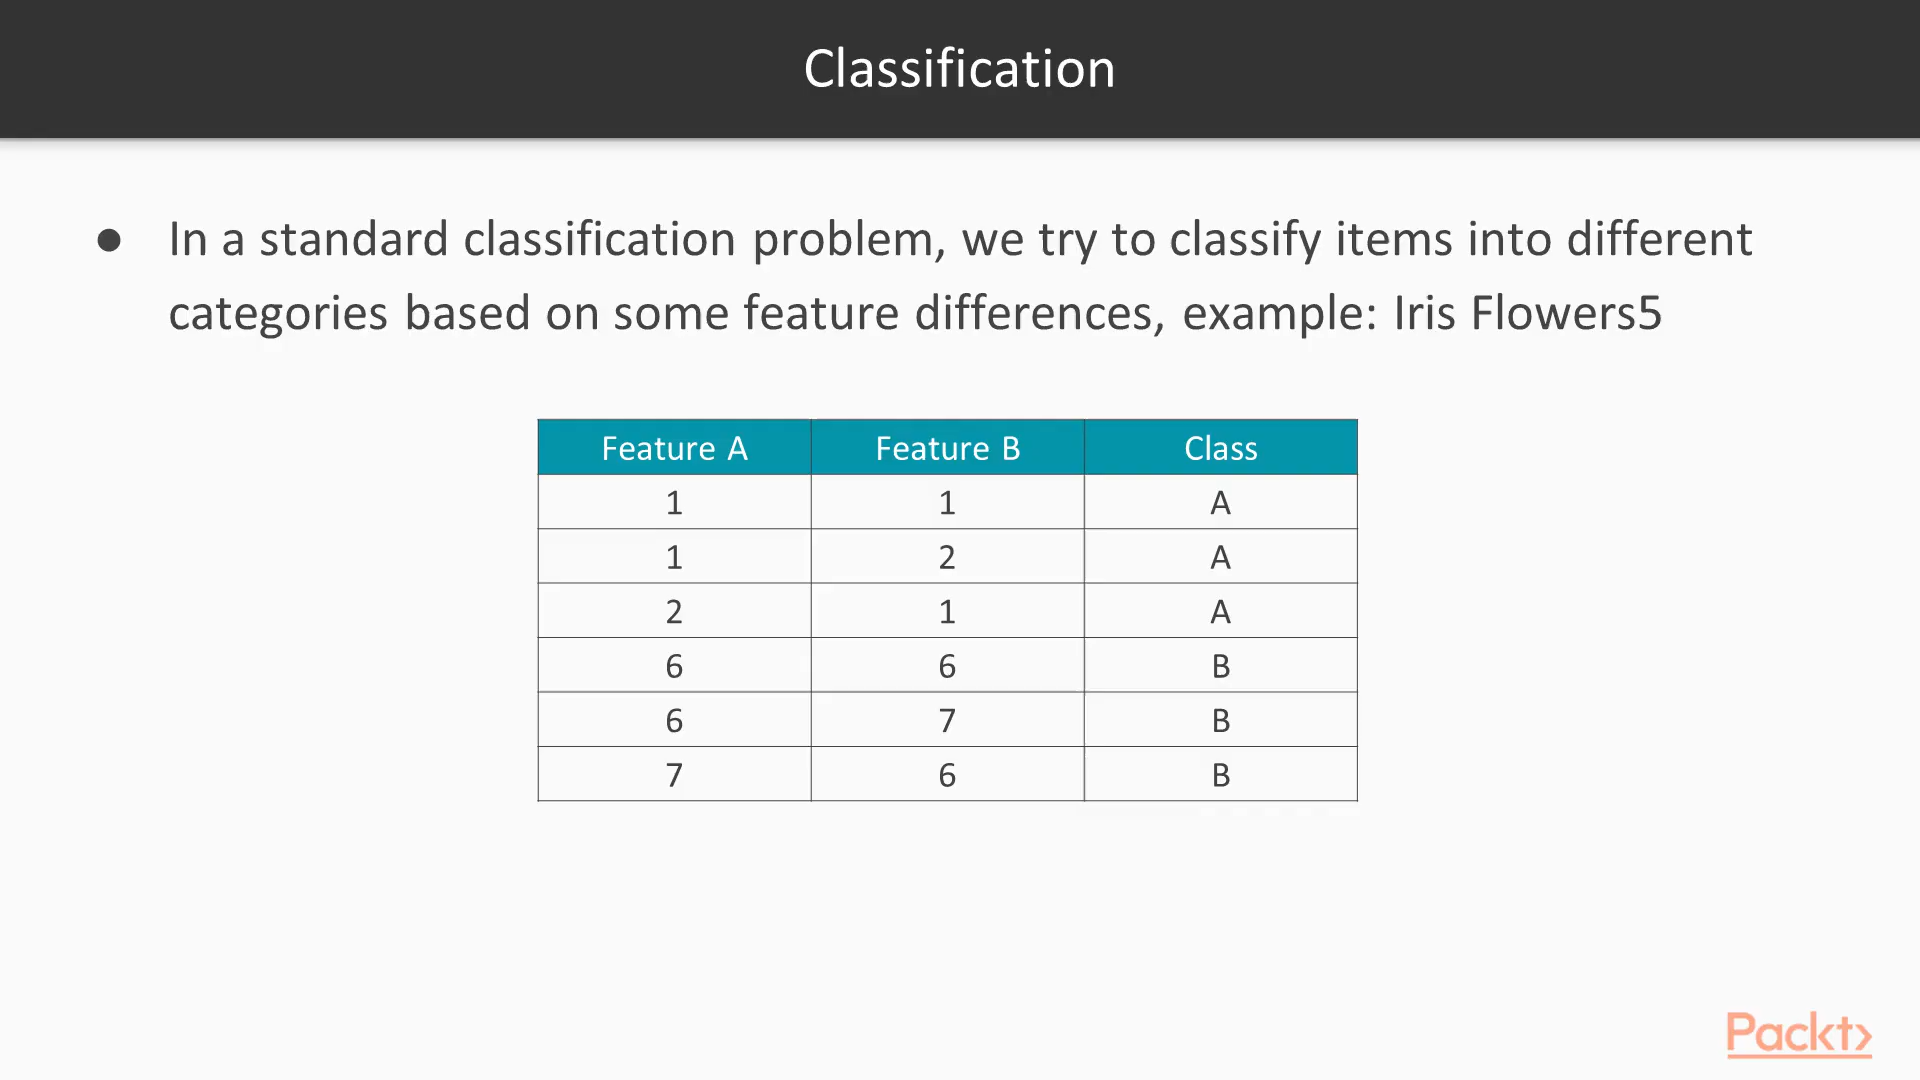 Classification
● In a standard classification problem, we try to classify items into different
categories based on some feature differences, example: Iris Flowers5
Feature A Feature B Class
1 1 A
1 2 A
2 1 A
6 6 B
6 7 B
7 6 B
Packt>